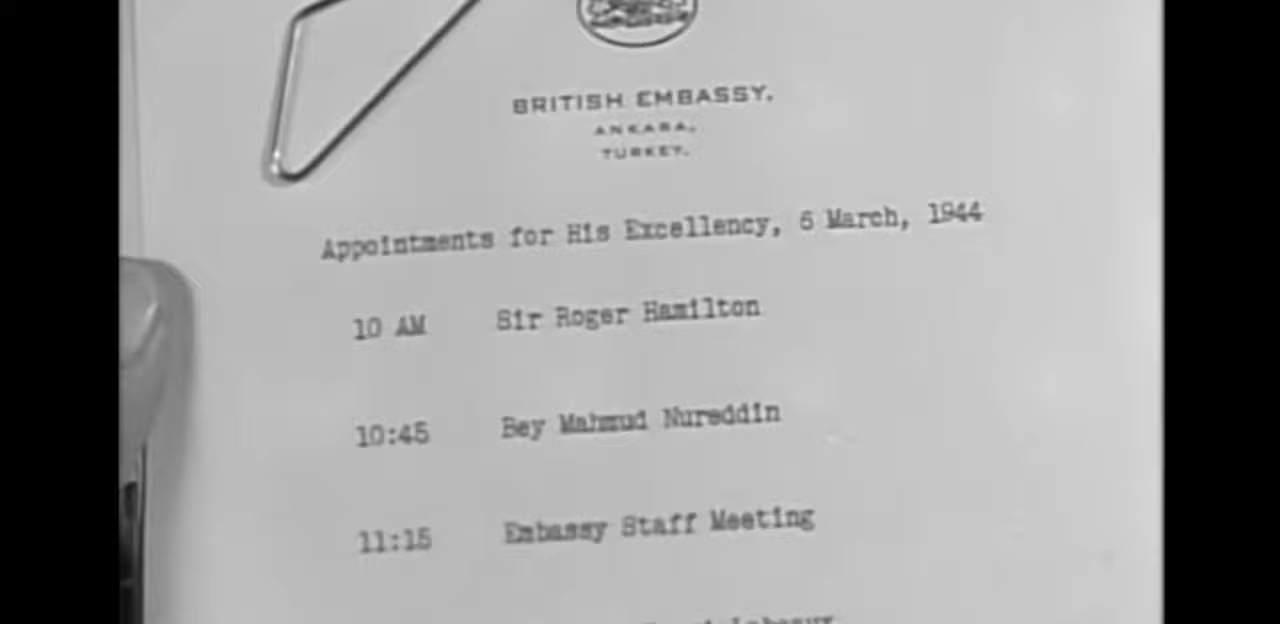 BRITISH EMBASSY.
ANKARA,
TURKEY.
Appointments for His Excellency, 6 March, 1944
10 AM Sir Roger Hamilton
10:45 Bey Mahmud Nureddin
11:15 Embassy Staff Meeting